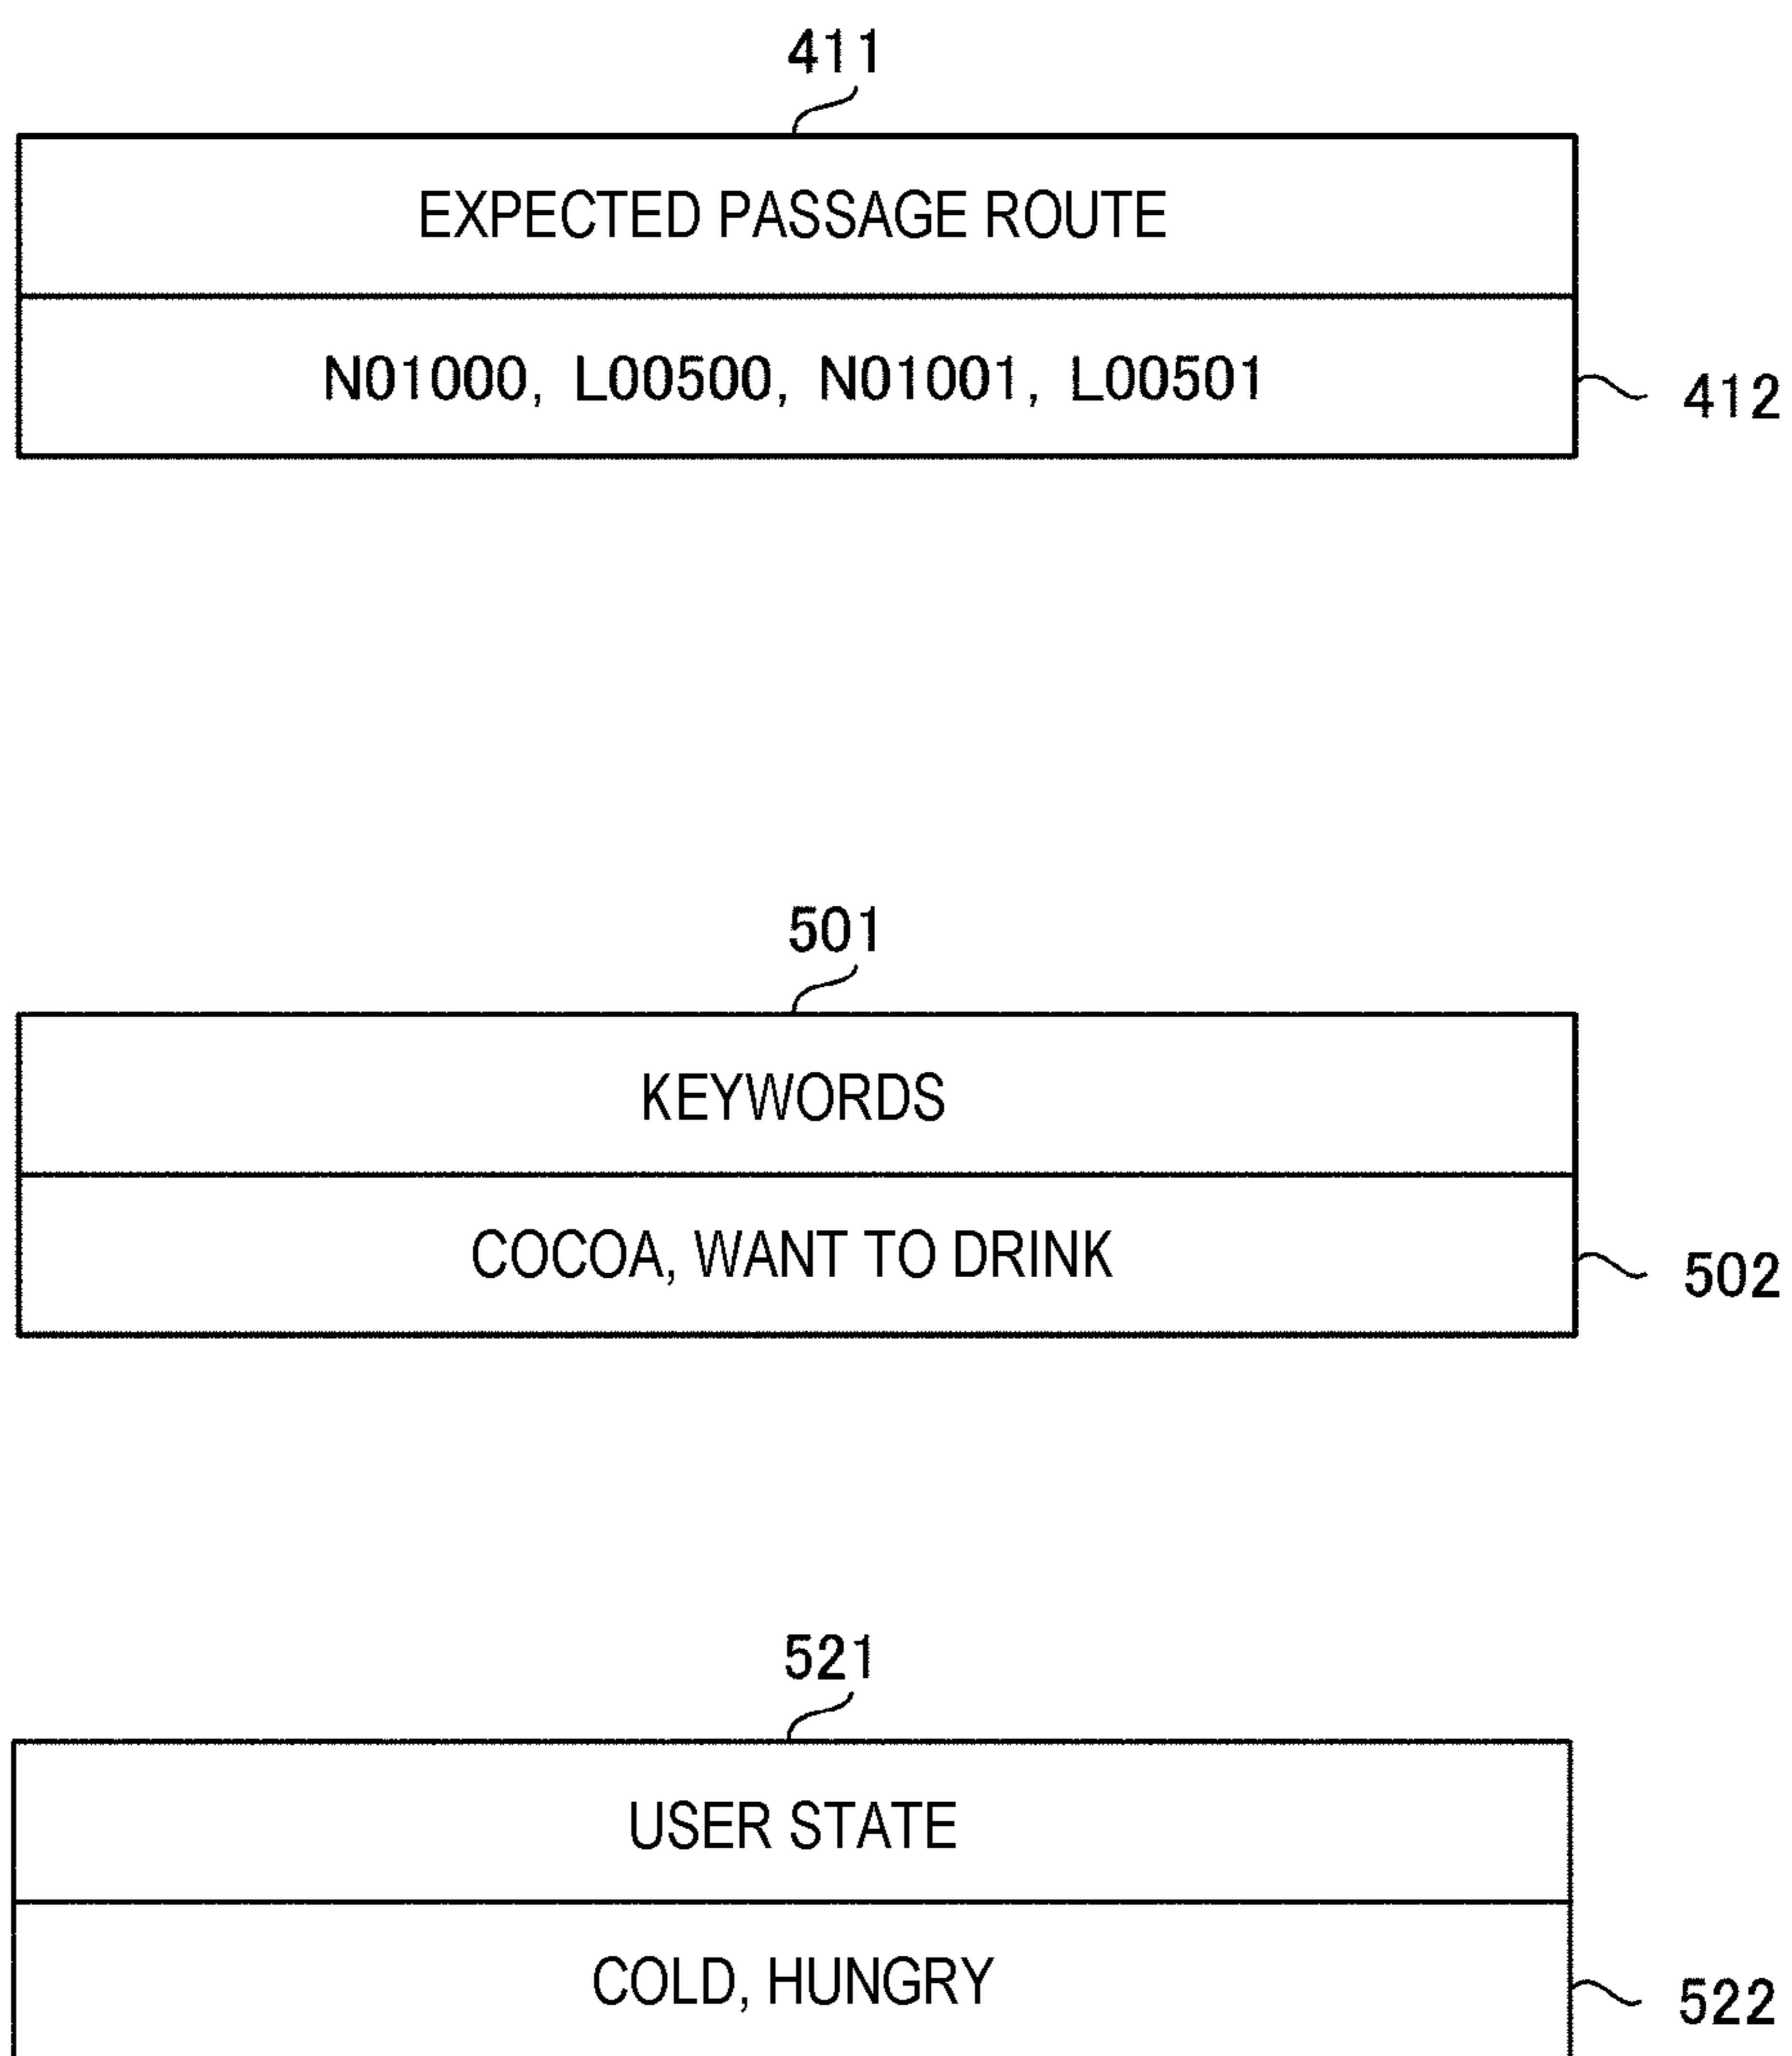 411
EXPECTED PASSAGE ROUTE
N01000, L00500, N01001, L00501
412
501
KEYWORDS
COCOA, WANT TO DRINK
502
521
USER STATE
COLD, HUNGRY
522